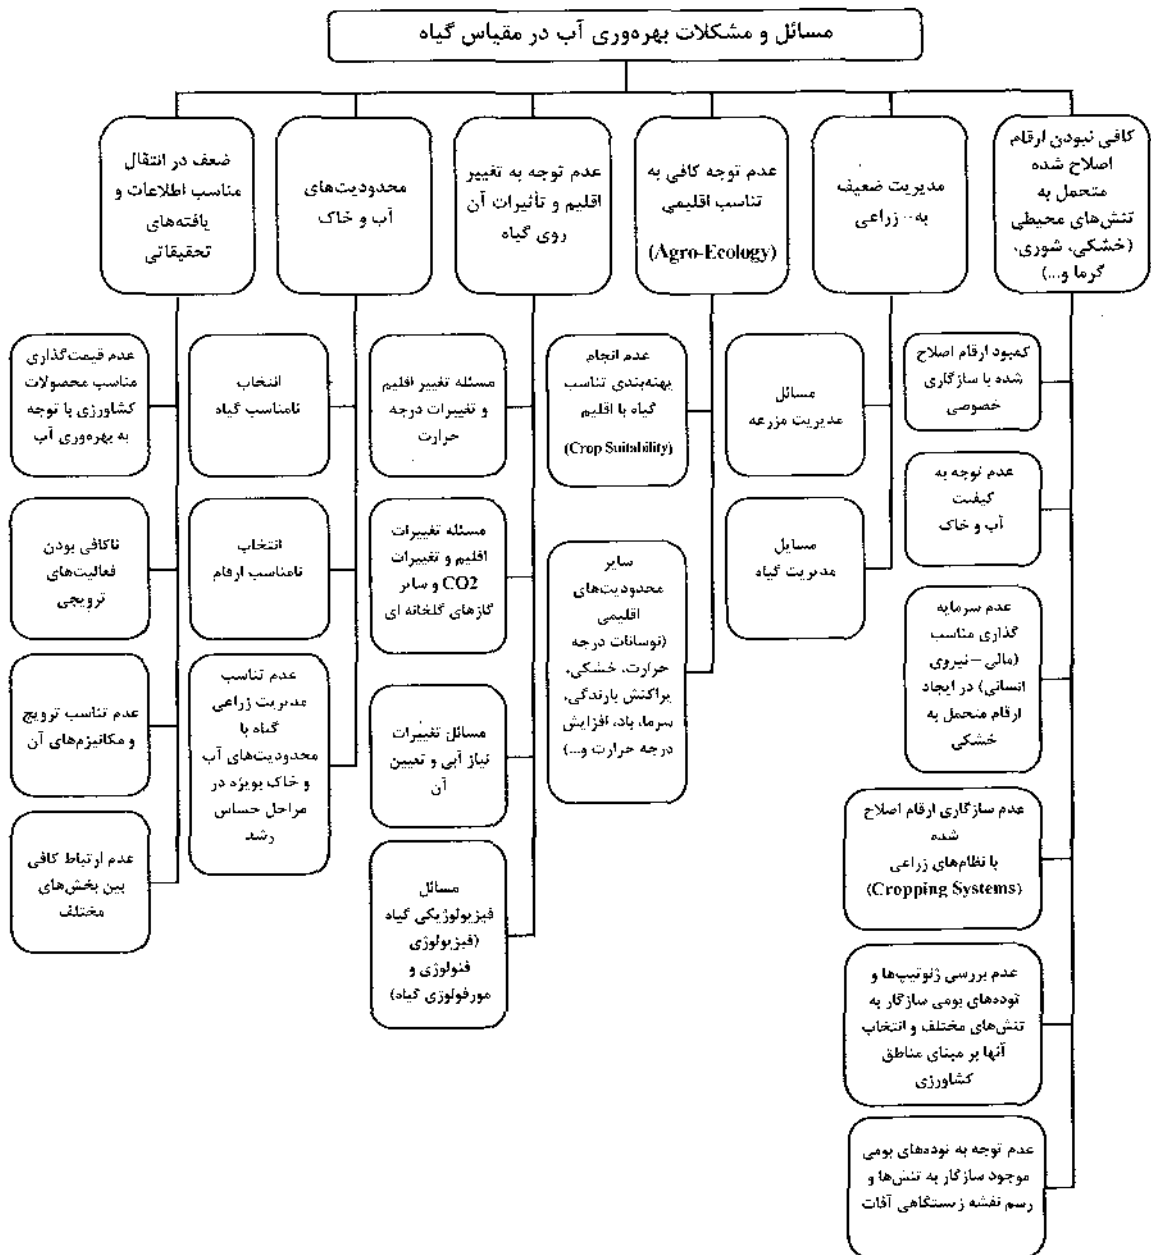 مسائل و مشکلات بهره‌وری آب در مقیاس گیاه
کافی نبودن ارقام
اصلاح شده
متحمل به
تنش‌های محیطی
(خشکی، شوری،
گرما و...)
کمبود ارقام اصلاح
شده با سازگاری
خصوصی
عدم توجه به
کیفیت
آب و خاک
عدم سرمایه
گذاری مناسب
(مالی – نیروی
انسانی) در ایجاد
ارقام متحمل به
خشکی
عدم سازگاری ارقام اصلاح
شده
با نظام‌های زراعی
(Cropping Systems)
عدم بررسی ژنوتیپ‌ها و
توده‌های بومی سازگار به
تنش‌های مختلف و انتخاب
آنها بر مبنای مناطق
کشاورزی
عدم توجه به توده‌های بومی
موجود سازگار به تنش‌ها و
رسم نقشه زیستگاهی آفات
مدیریت ضعیف
به- زراعی
مسائل
مدیریت مزرعه
مسایل
مدیریت گیاه
عدم توجه کافی به
تناسب اقلیمی
(Agro-Ecology)
عدم انجام
پهنه‌بندی تناسب
گیاه با اقلیم
(Crop Suitability)
سایر
محدودیت‌های
اقلیمی
(نوسانات درجه
حرارت، خشکی،
پراکنش بارندگی،
سرما، باد، افزایش
درجه حرارت و...)
عدم توجه به تغییر
اقلیم و تأثیرات آن
روی گیاه
مسئله تغییر اقلیم
و تغییرات درجه
حرارت
مسئله تغییرات
اقلیم و تغییرات
CO2 و سایر
گازهای گلخانه ای
مسائل تغییرات
نیاز آبی و تعیین
آن
مسائل
فیزیولوژیکی گیاه
(فیزیولوژی
فنولوژی و
مورفولوژی گیاه)
محدودیت‌های
آب و خاک
انتخاب
نامناسب گیاه
انتخاب
نامناسب ارقام
عدم تناسب
مدیریت زراعی
گیاه با
محدودیت‌های آب
و خاک بویژه در
مراحل حساس
رشد
ضعف در انتقال
مناسب اطلاعات و
یافته‌های
تحقیقاتی
عدم قیمت‌گذاری
مناسب محصولات
کشاورزی با توجه
به بهره‌وری آب
ناکافی بودن
فعالیت‌های
ترویجی
عدم تناسب ترویج
و مکانیزم‌های آن
عدم ارتباط کافی
بین بخش‌های
مختلف